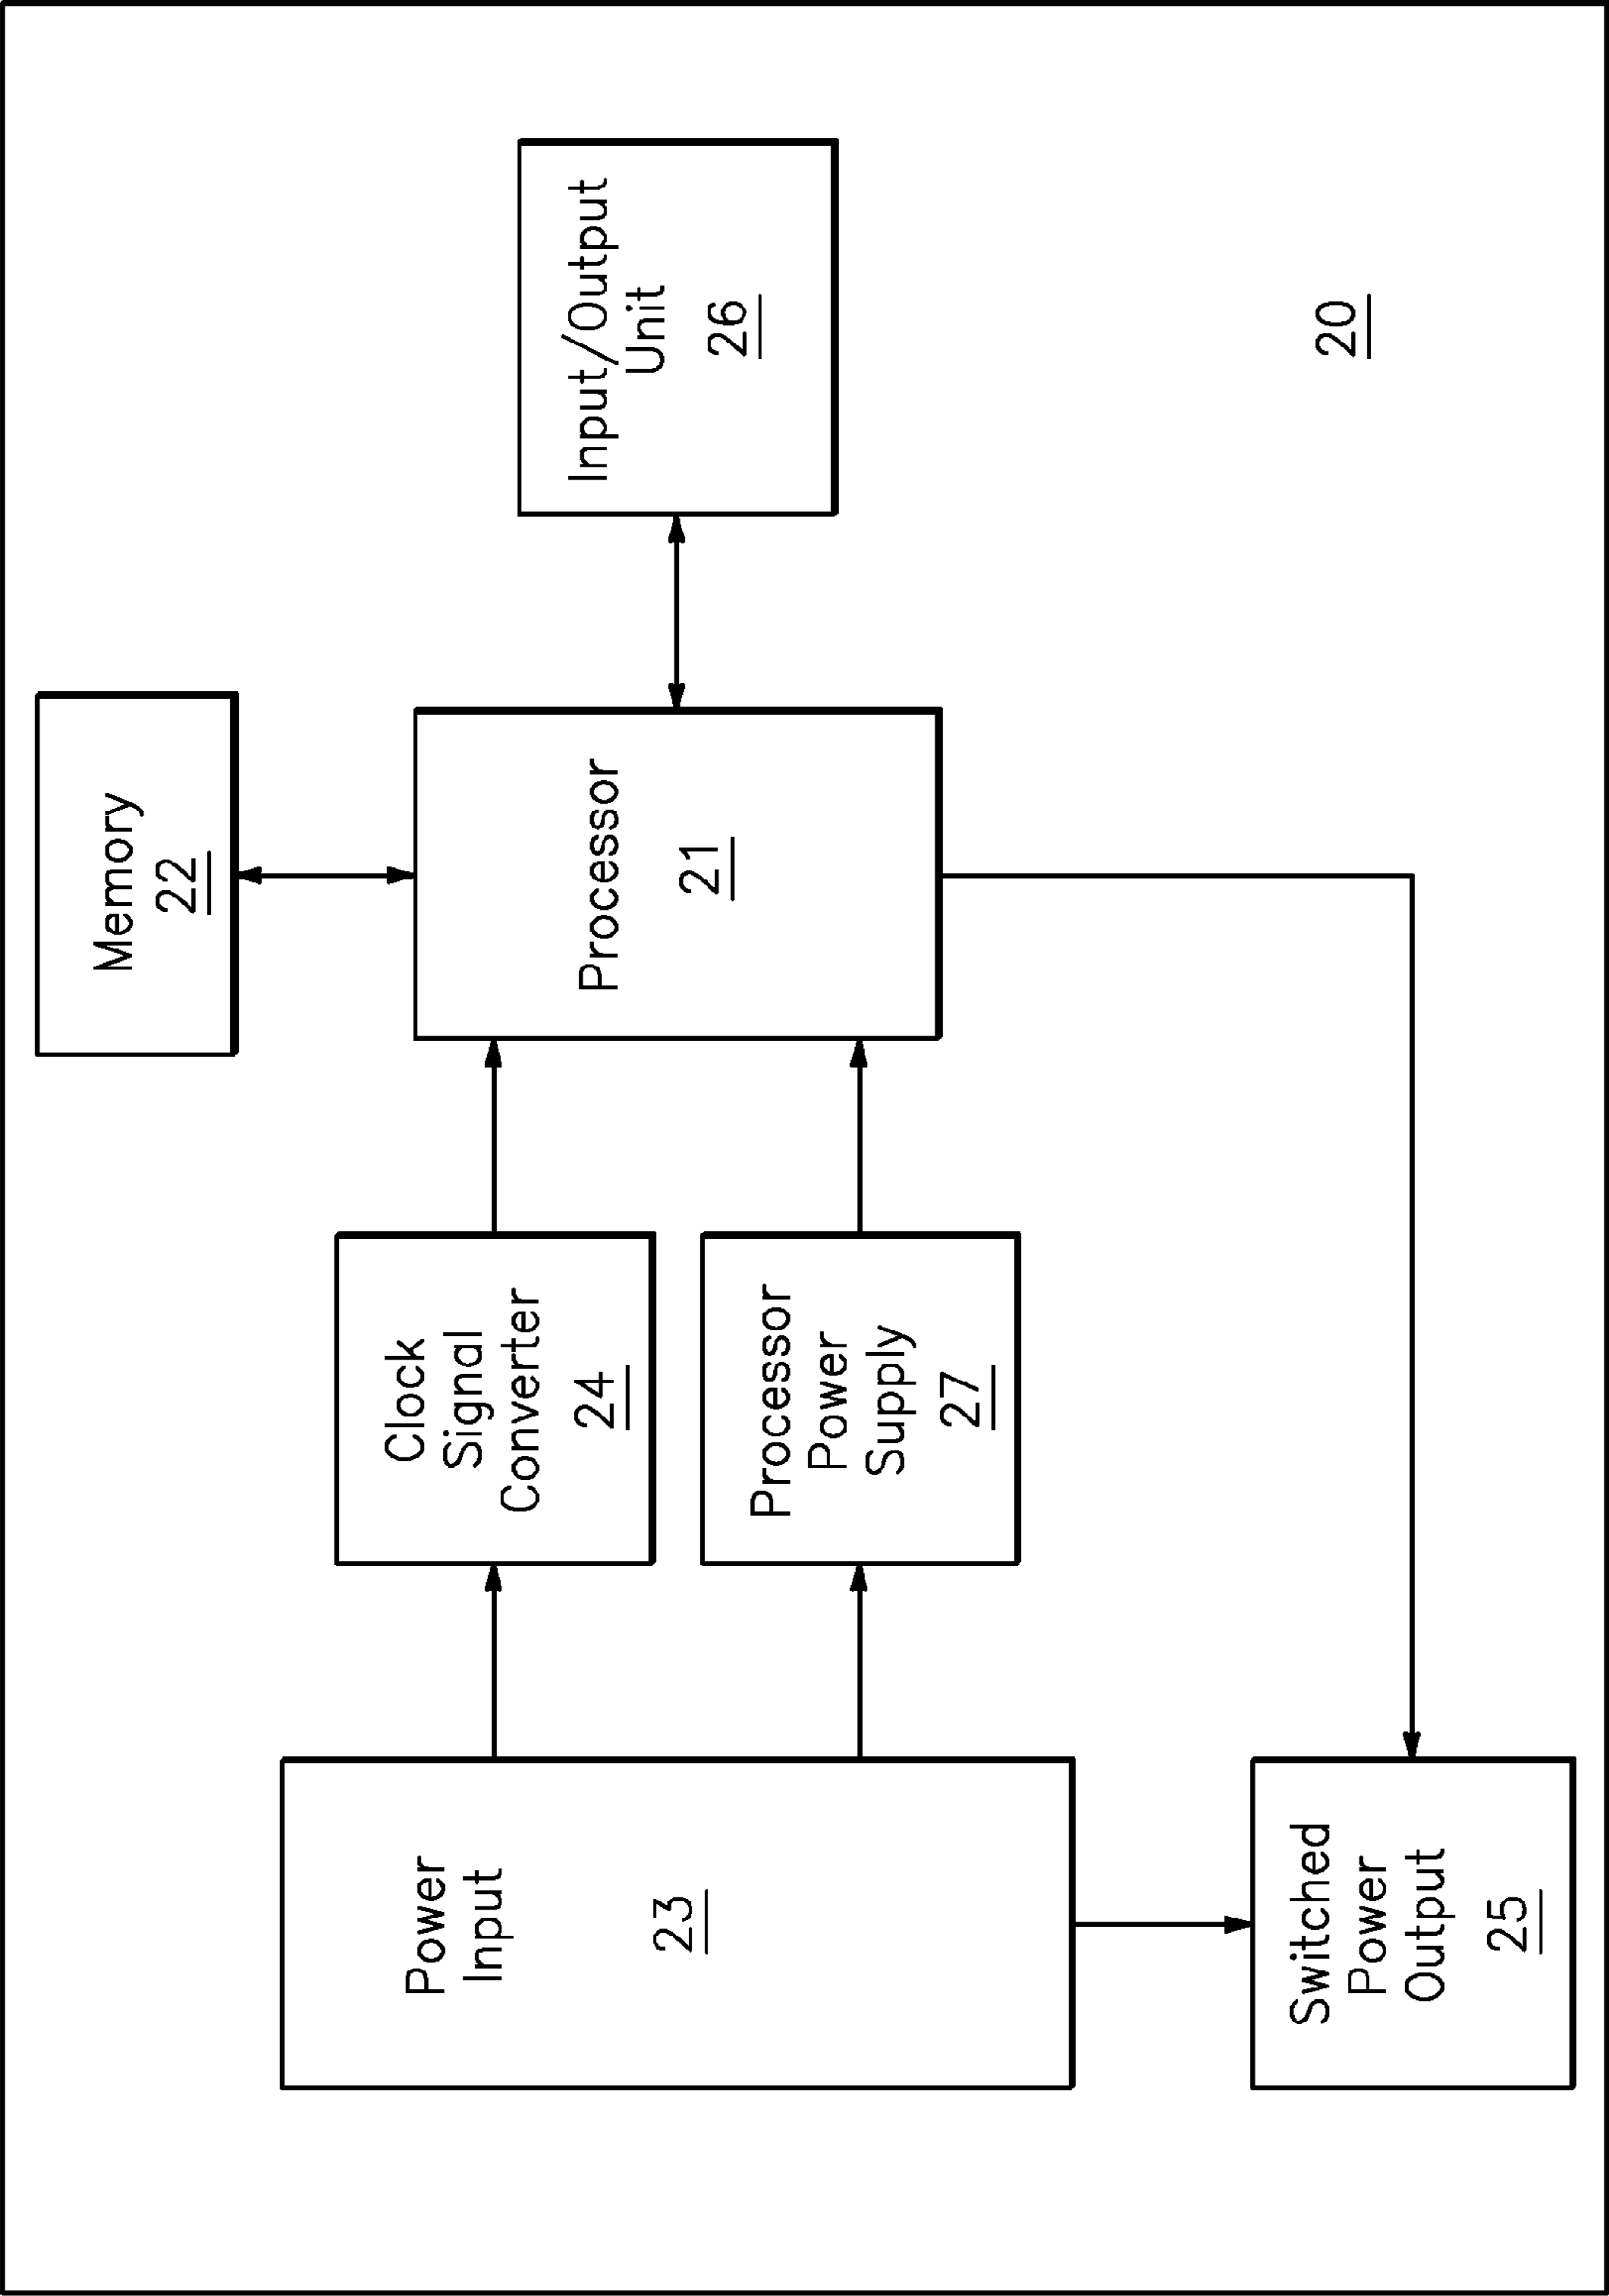 Memory
22
Clock
Signal
Converter
24
Power
Input
23
Processor
21
Input/Output
Unit
26
Processor
Power
Supply
27
Switched
Power
Output
25
20